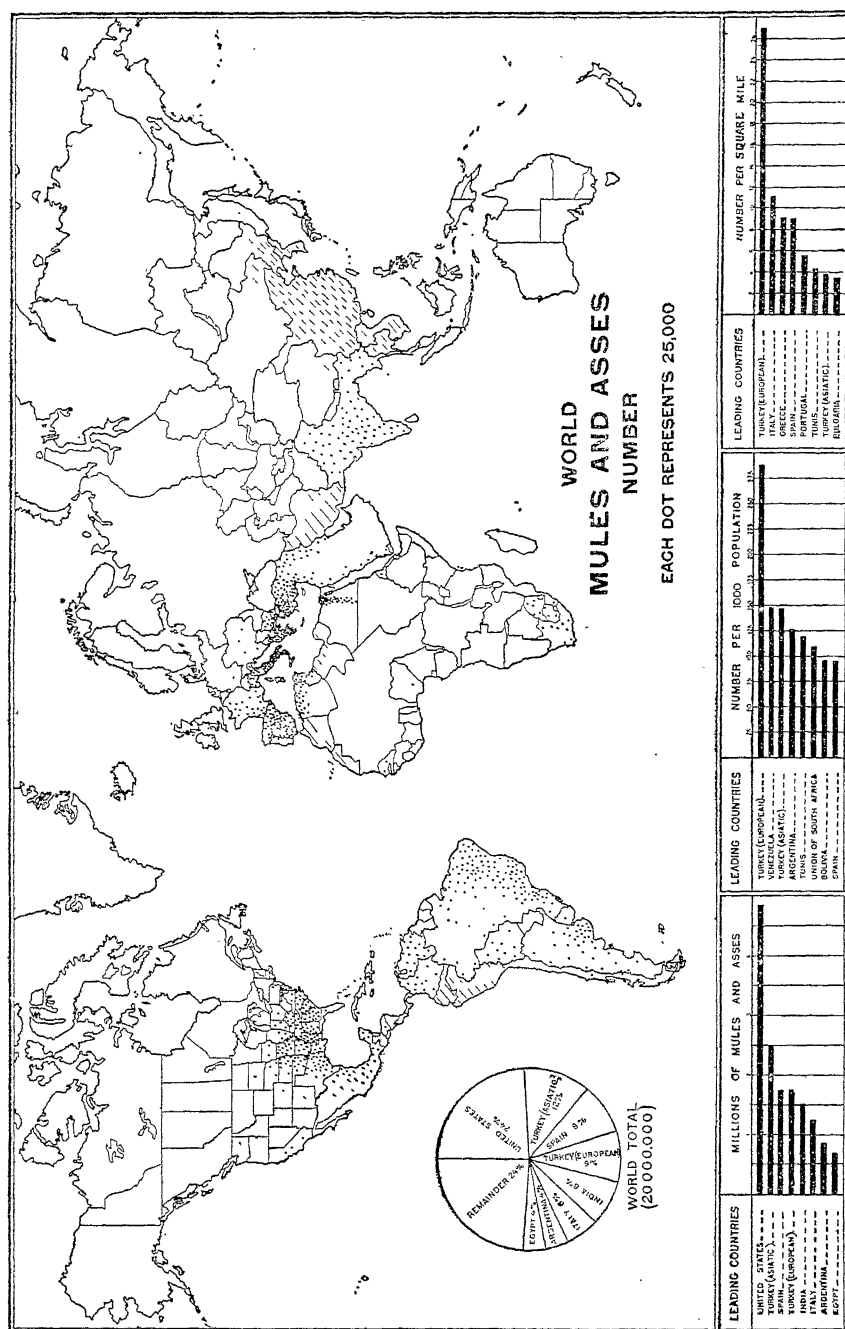 WORLD
MULES AND ASSES
NUMBER
EACH DOT REPRESENTS 25,000
UNITED STATES 24%
TURKEY (ASIATIC) 12%
SPAIN 9%
TURKEY (EUROPEAN) 9%
INDIA 8%
ITALY 6%
ARGENTINA 4%
EGYPT 4%
REMAINDER 24%
WORLD TOTAL
(20 000,000)
LEADING COUNTRIES
MILLIONS OF MULES AND ASSES
UNITED STATES
TURKEY (ASIATIC)
SPAIN
TURKEY (EUROPEAN)
INDIA
ITALY
ARGENTINA
EGYPT
LEADING COUNTRIES
NUMBER PER 1000 POPULATION
TURKEY (EUROPEAN)
VENEZUELA
TURKEY (ASIATIC)
ARGENTINA
TUNIS
UNION OF SOUTH AFRICA
BOLIVIA
SPAIN
LEADING COUNTRIES
NUMBER PER SQUARE MILE
TURKEY (EUROPEAN)
ITALY
GREECE
SPAIN
PORTUGAL
TUNIS
TURKEY (ASIATIC)
BULGARIA